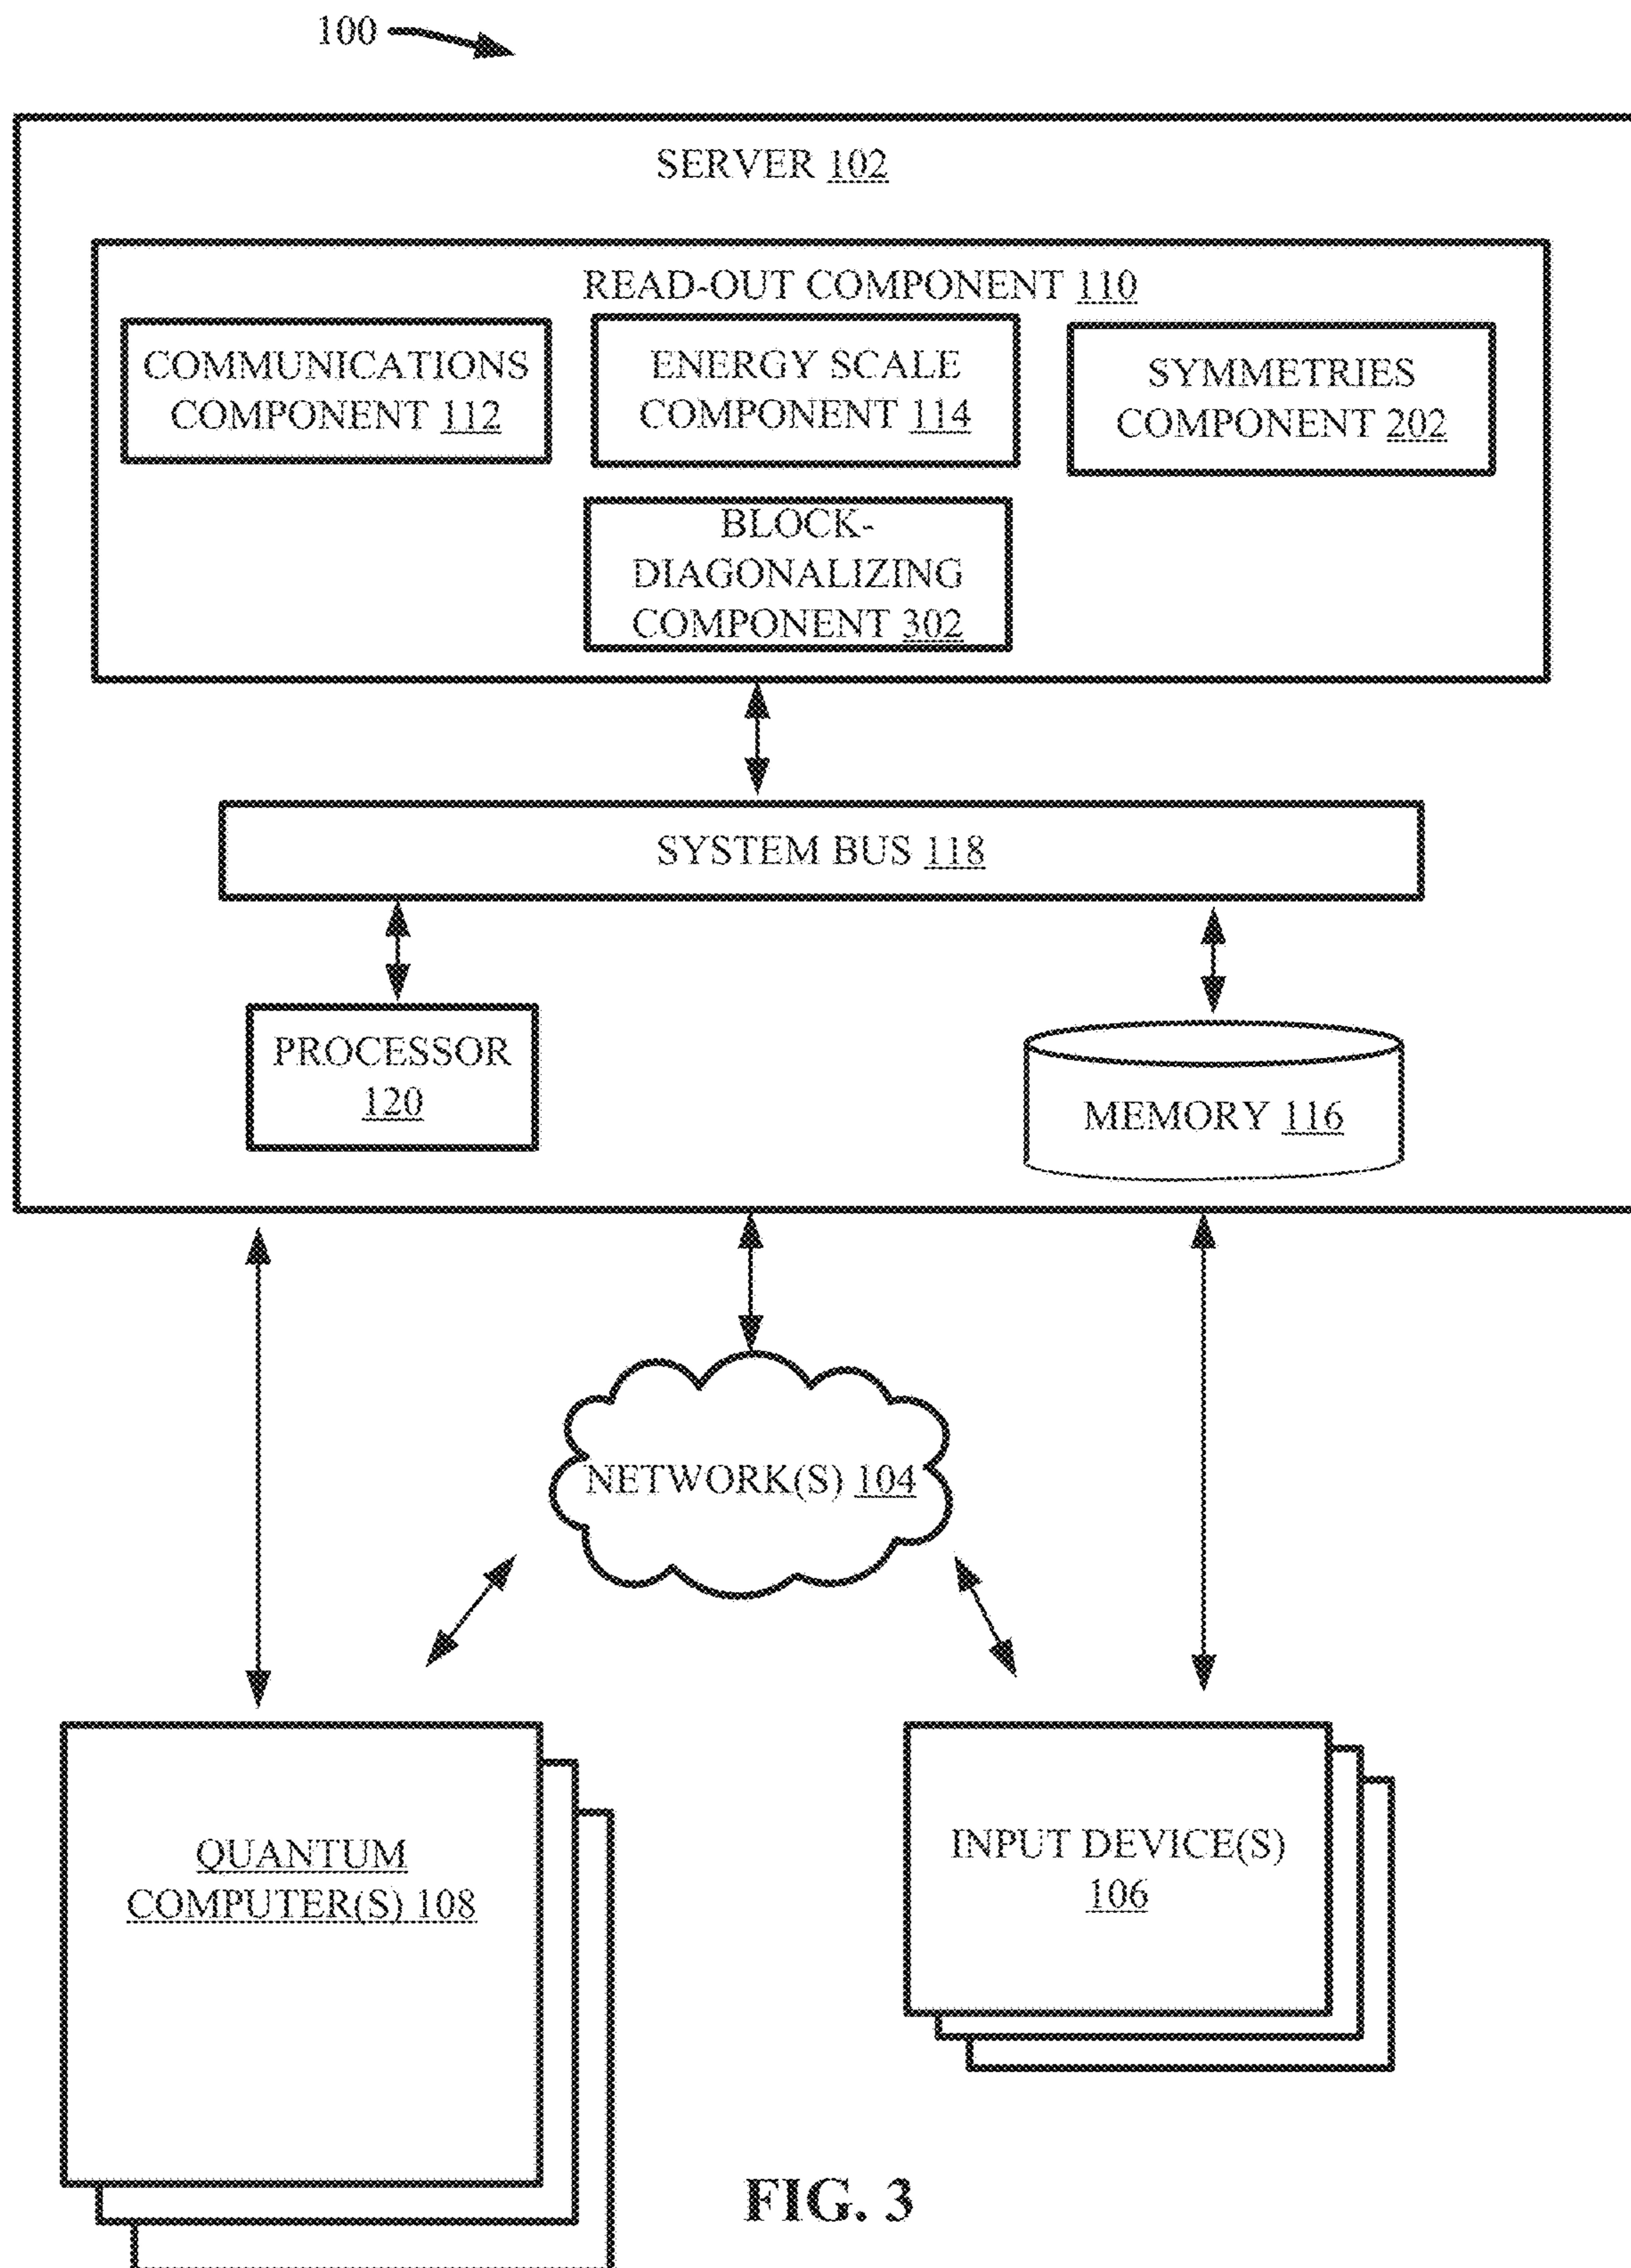 100
SERVER 102
READ-OUT COMPONENT 110
COMMUNICATIONS
COMPONENT 112
ENERGY SCALE
COMPONENT 114
SYMMETRIES
COMPONENT 202
BLOCK-
DIAGONALIZING
COMPONENT 302
SYSTEM BUS 118
PROCESSOR
120
MEMORY 116
NETWORK(S) 104
QUANTUM
COMPUTER(S) 108
INPUT DEVICE(S)
106
FIG. 3